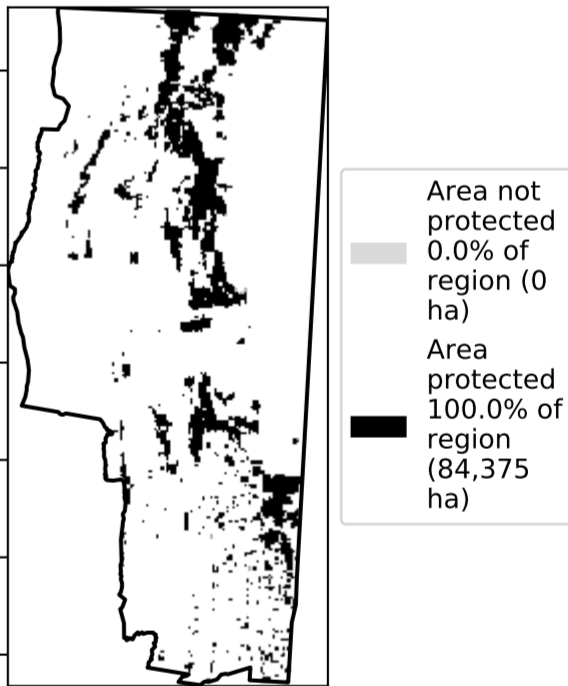 Area not
protected
0.0% of
region (0
ha)
Area
protected
100.0% of
region
(84,375
ha)